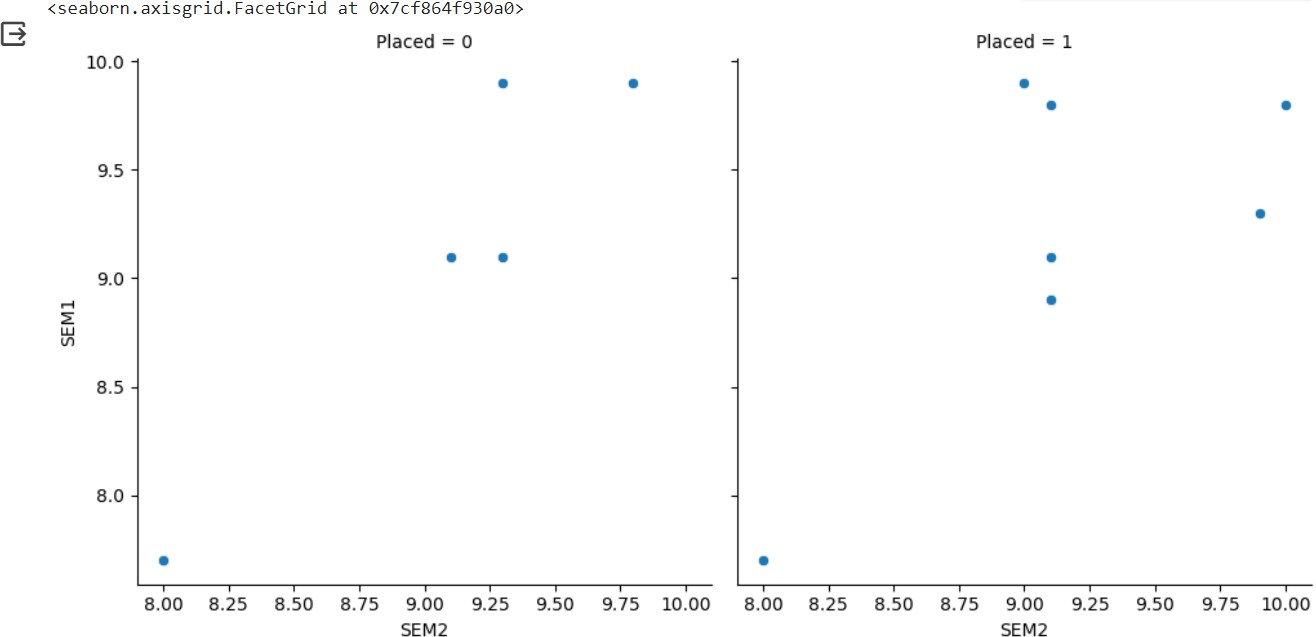 <seaborn.axisgrid.FacetGrid at 0x7cf864f930a0>
Placed = 0
Placed = 1
10.0
9.5
9.0
8.5
8.0
SEM1
8.00 8.25 8.50 8.75 9.00 9.25 9.50 9.75 10.00
8.00 8.25 8.50 8.75 9.00 9.25 9.50 9.75 10.00
SEM2
SEM2